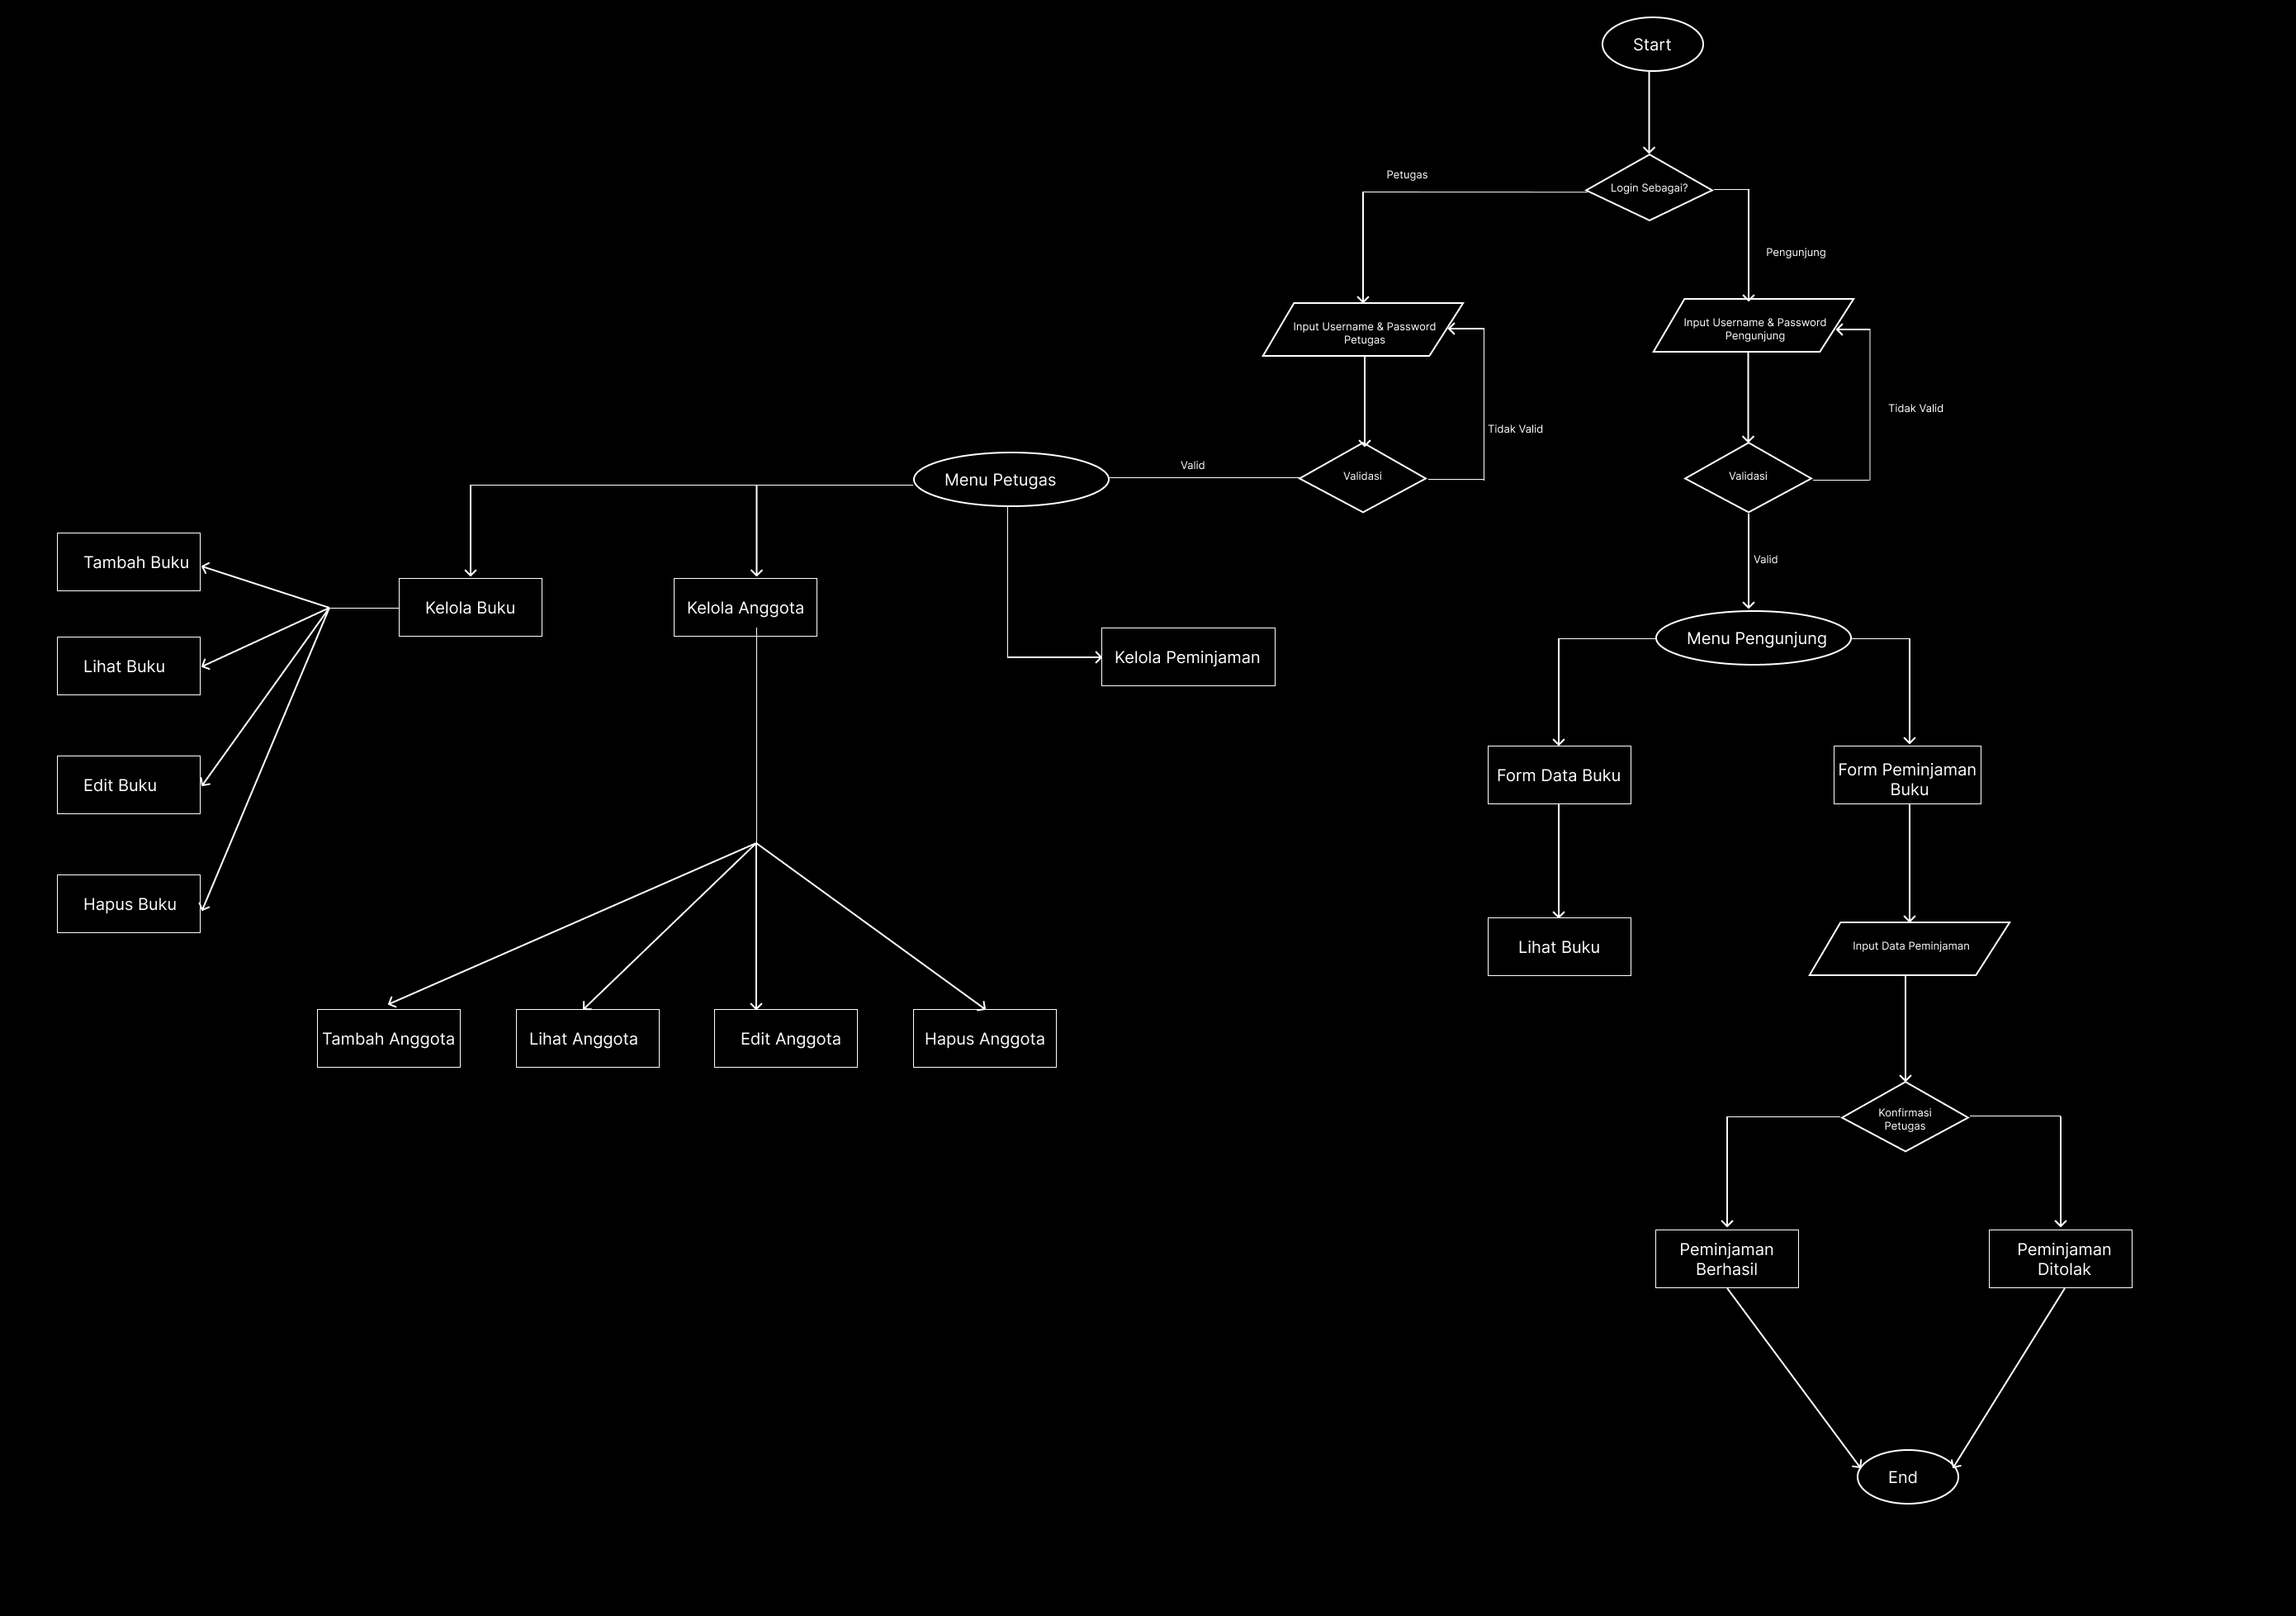 Start
Login Sebagai?
Petugas
Pengunjung
Input Username & Password
Petugas
Input Username & Password
Pengunjung
Tidak Valid
Tidak Valid
Valid
Menu Petugas
Validasi
Validasi
Valid
Tambah Buku
Kelola Buku
Kelola Anggota
Lihat Buku
Kelola Peminjaman
Menu Pengunjung
Edit Buku
Form Data Buku
Form Peminjaman
Buku
Hapus Buku
Lihat Buku
Input Data Peminjaman
Tambah Anggota
Lihat Anggota
Edit Anggota
Hapus Anggota
Konfirmasi
Petugas
Peminjaman
Berhasil
Peminjaman
Ditolak
End